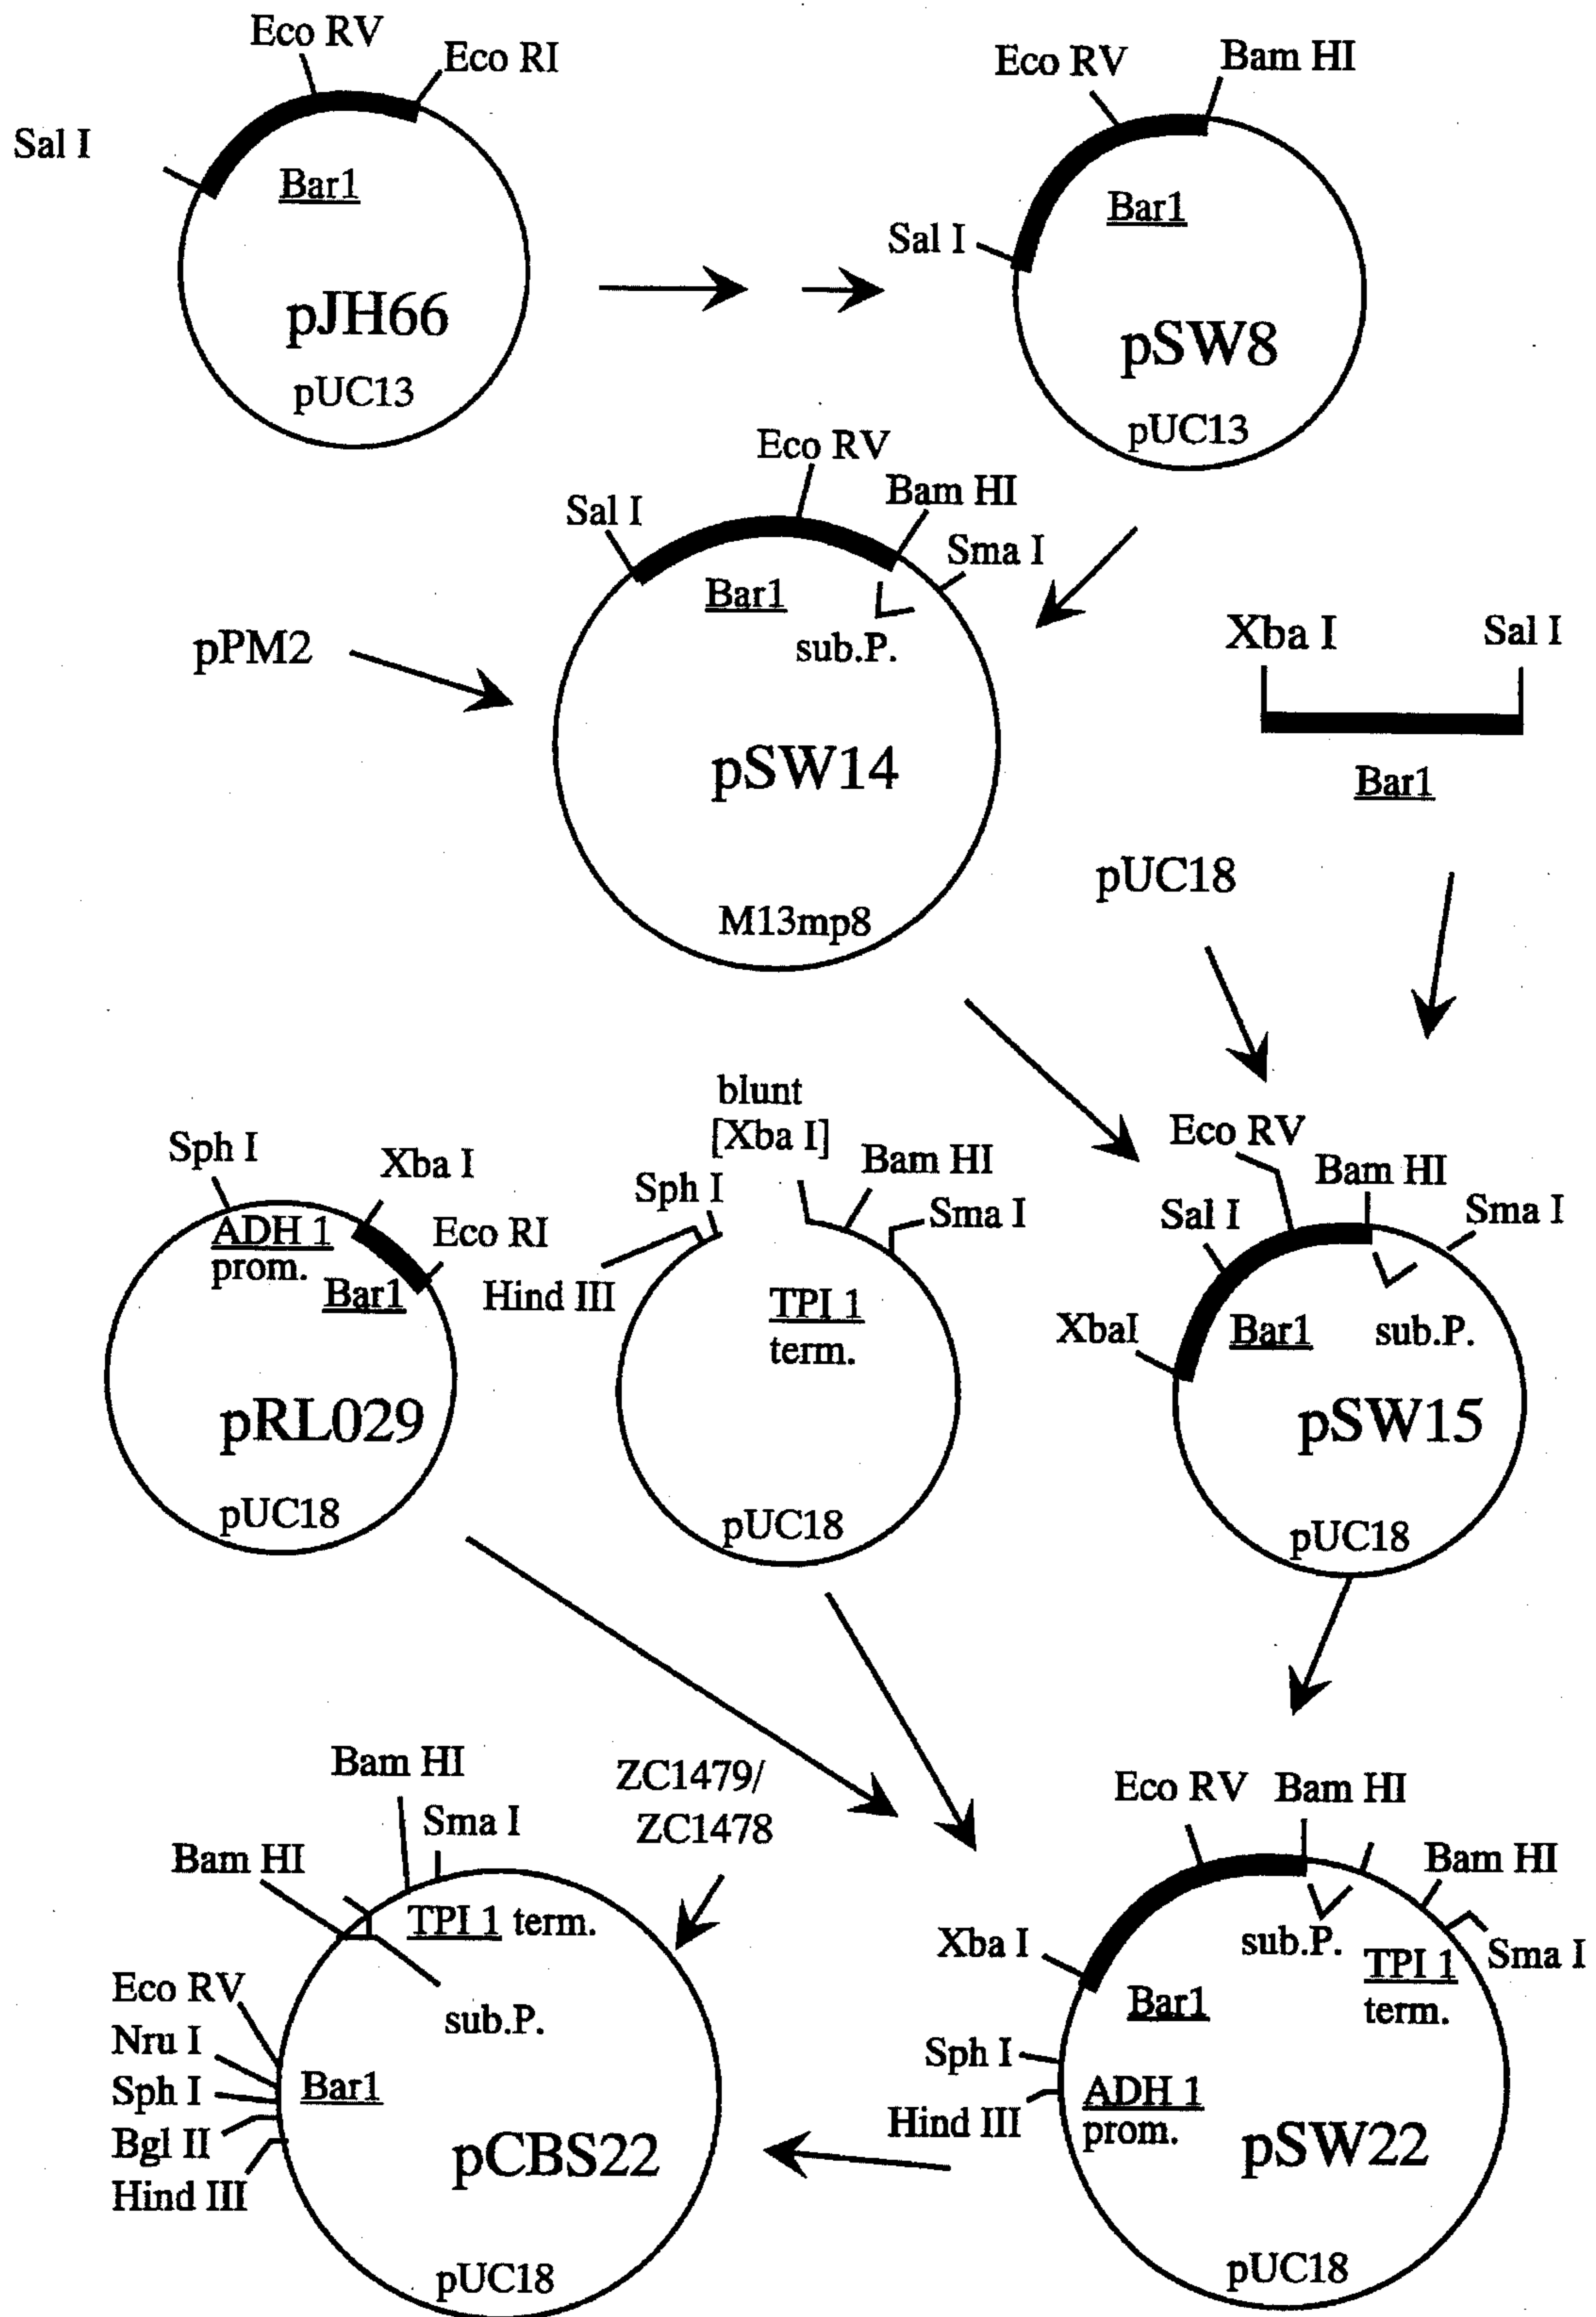 Eco RV
Eco RI
Sal I
Bar1
pJH66
pUC13
Eco RV
Bam HI
Sal I
Bar1
pSW8
pUC13
Eco RV
Sal I
Bam HI
Sma I
Bar1
sub.P.
pPM2
pSW14
M13mp8
Xba I
Sal I
Bar1
pUC18
Sph I
Xba I
ADH 1
prom.
Eco RI
Bar1
pRL029
pUC18
blunt
[Xba I]
Sph I
Bam HI
Sma I
Hind III
TPI 1
term.
pUC18
Eco RV
Bam HI
Sal I
Sma I
XbaI
Bar1
sub.P.
pSW15
pUC18
Bam HI
Sma I
ZC1479/
ZC1478
Bam HI
TPI 1 term.
sub.P.
Eco RV
Nru I
Sph I
Bgl II
Hind III
Bar1
pCBS22
pUC18
Eco RV
Bam HI
Bam HI
Sma I
Xba I
sub.P.
TPI 1
term.
Bar1
Sph I
Hind III
ADH 1
prom.
pSW22
pUC18